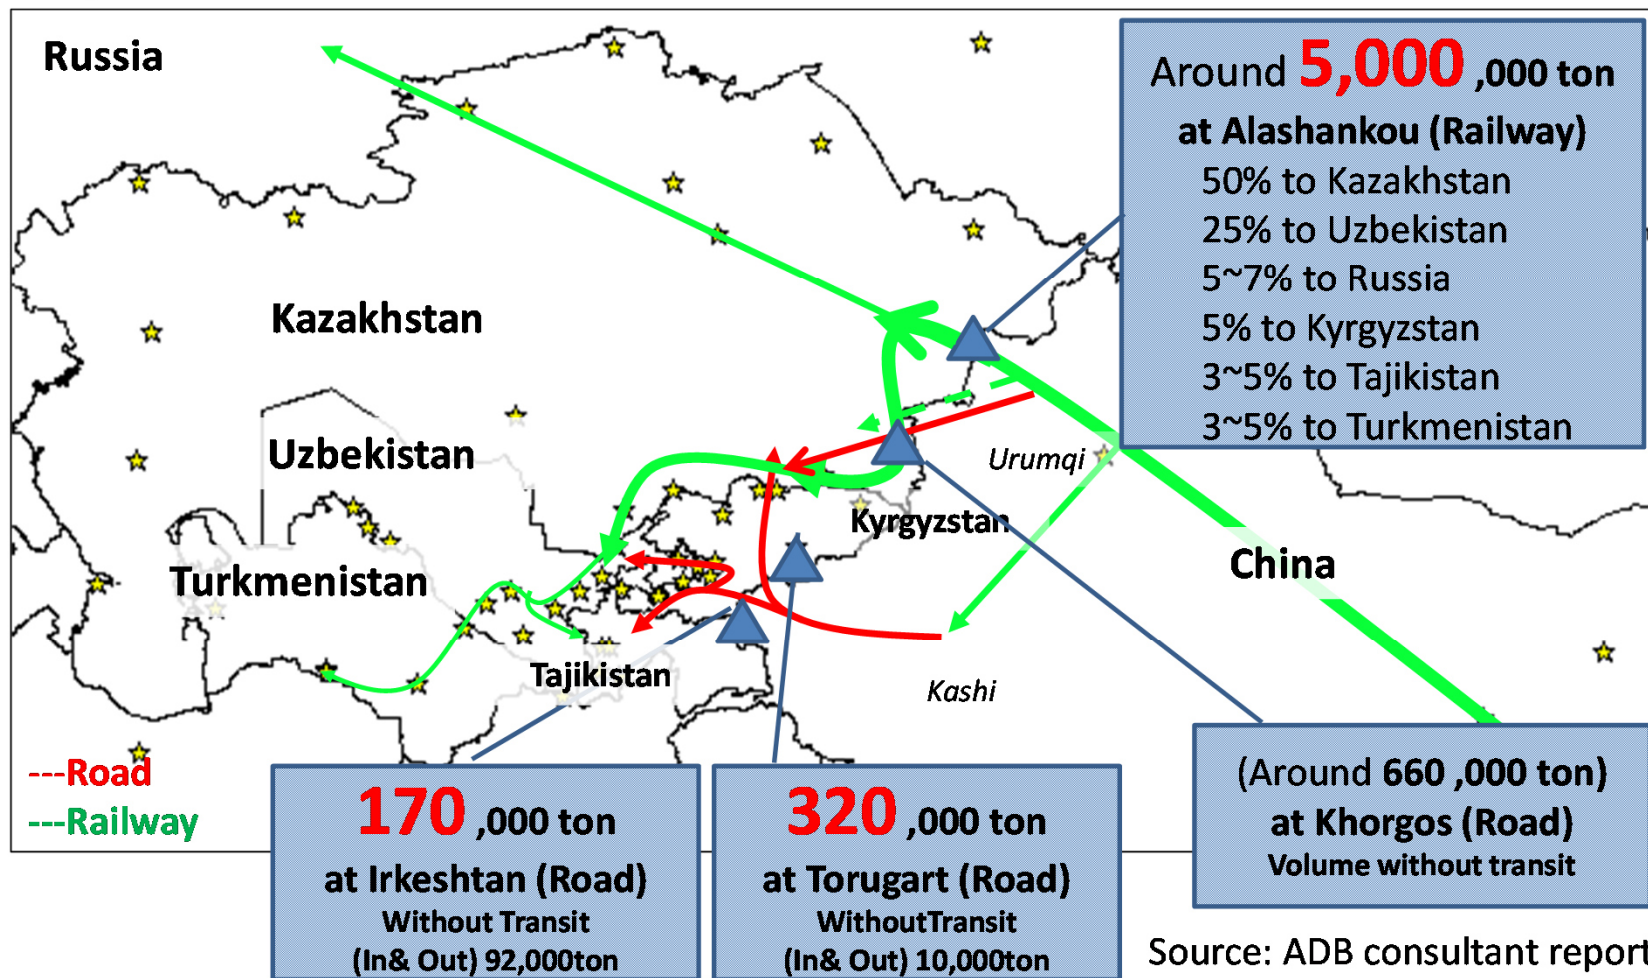 Russia
Around 5,000 ,000 ton
at Alashankou (Railway)
50% to Kazakhstan
25% to Uzbekistan
5~7% to Russia
5% to Kyrgyzstan
3~5% to Tajikistan
3~5% to Turkmenistan
Kazakhstan
Uzbekistan
Urumqi
Kyrgyzstan
Turkmenistan
China
Tajikistan
Kashi
---Road
---Railway
170 ,000 ton
at Irkeshtan (Road)
Without Transit
(In& Out) 92,000ton
320 ,000 ton
at Torugart (Road)
WithoutTransit
(In& Out) 10,000ton
(Around 660 ,000 ton)
at Khorgos (Road)
Volume without transit
Source: ADB consultant report